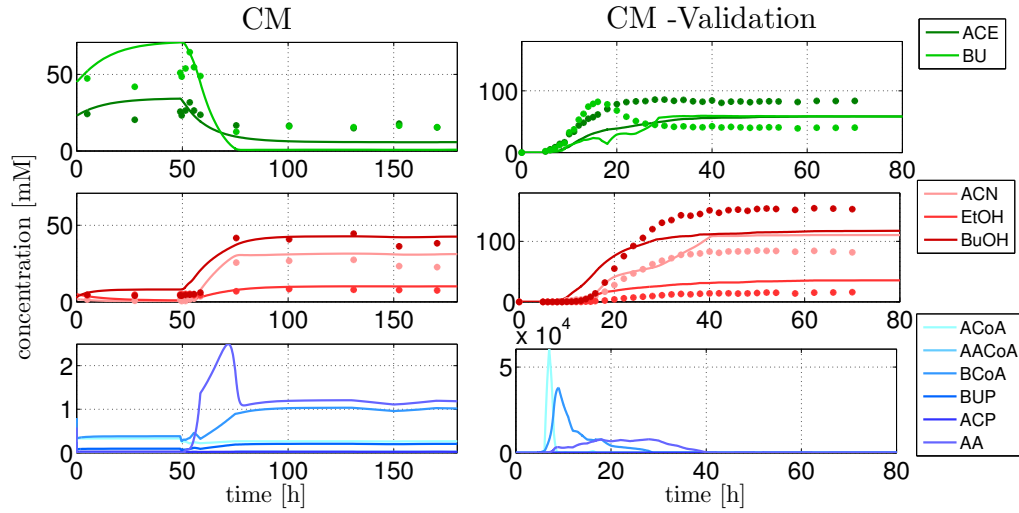 CM
CM -Validation
concentration [mM]
50
0
0 50 100 150
100
0
0 20 40 60 80
ACE
BU
50
0
0 50 100 150
100
0
0 20 40 60 80
ACN
EtOH
BuOH
2
1
0
0 50 100 150
time [h]
x 10^4
5
0
0 20 40 60 80
time [h]
ACoA
AACoA
BCoA
BUP
ACP
AA